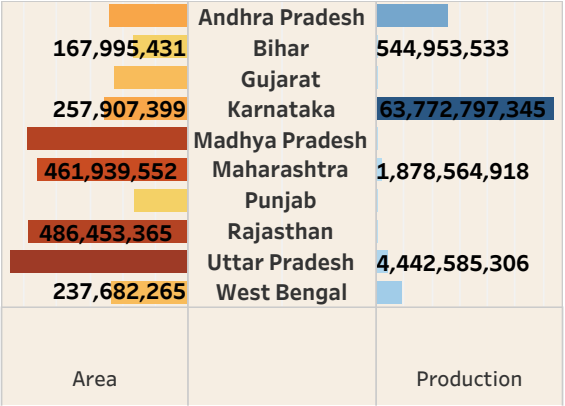 Andhra Pradesh
167,995,431 Bihar 544,953,533
Gujarat
257,907,399 Karnataka 63,772,797,345
Madhya Pradesh
461,939,552 Maharashtra 1,878,564,918
Punjab
486,453,365 Rajasthan
Uttar Pradesh 4,442,585,306
237,682,265 West Bengal
Area Production